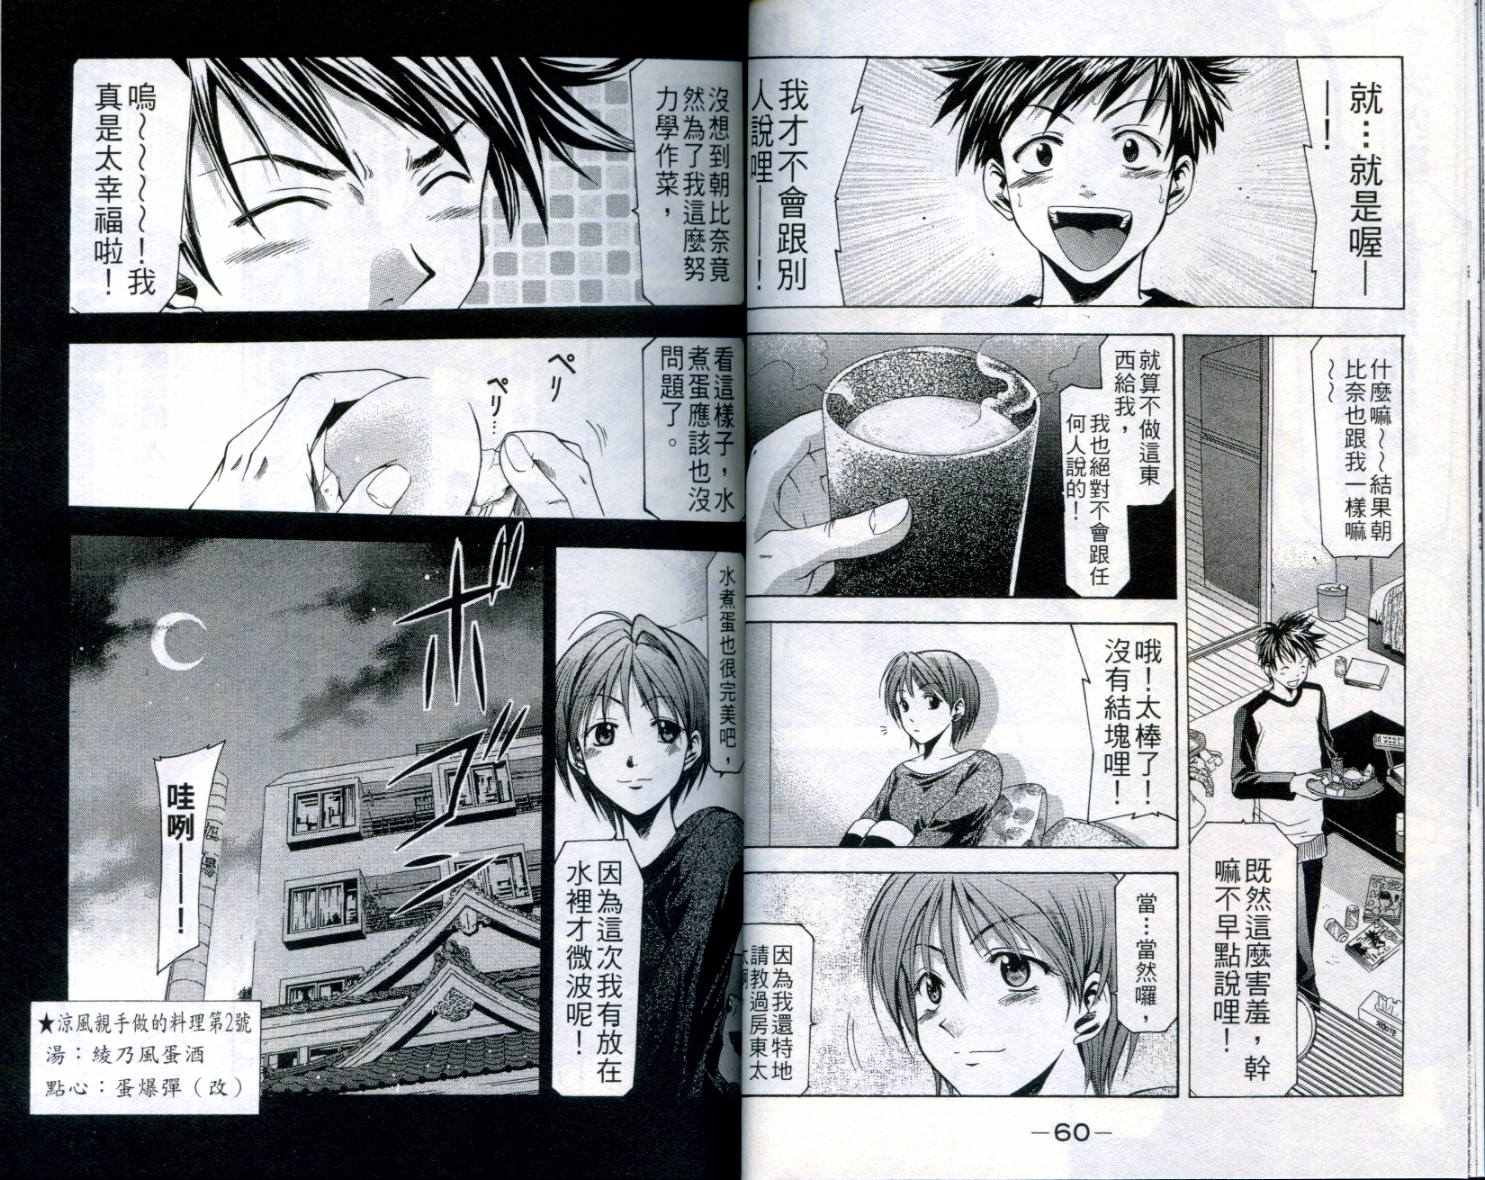 就…就是喔——
——！
我才不會跟別
人說哩——！
什麼嘛～～結果朝
比奈也跟我一樣嘛
～～
既然這麼害羞，幹
嘛不早點說哩！
就算不做這東
西給我，
我也絕對不會跟任
何人說的！
哦！太棒了！
沒有結塊哩！
當…當然囉，
因為我還特地
請教過房東太
—60—
沒想到朝比奈竟
然為了我這麼努
力學作菜，
嗚～～～～～！我
真是太幸福啦！
看這樣子，水
煮蛋應該也沒
問題了。
ペリ
ペリ…
水煮蛋也很完美吧，
因為這次我有放在
水裡才微波呢！
ボブッ
哇咧——！
★涼風親手做的料理第2號
湯：綾乃風蛋酒
點心：蛋爆彈（改）